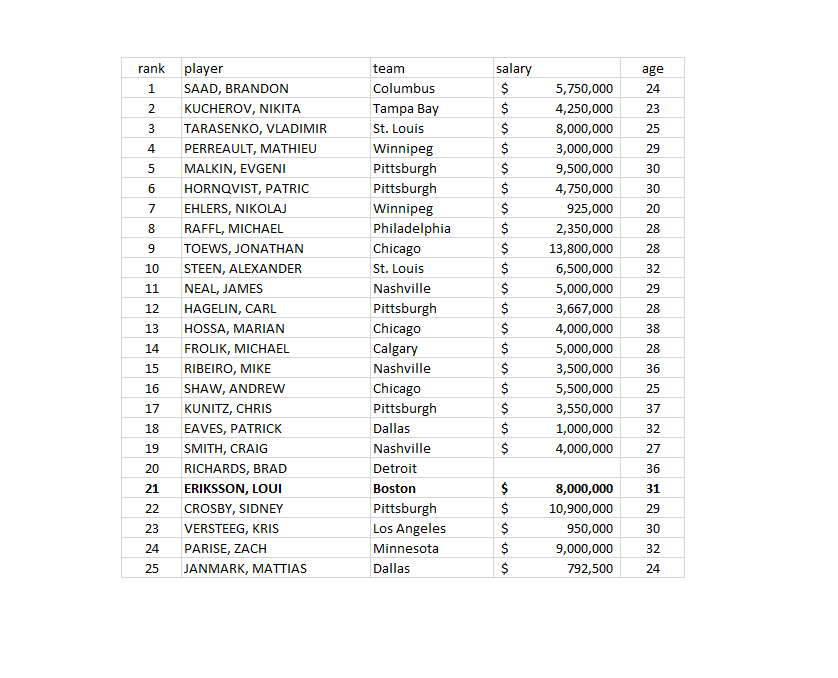 rank player team salary age
1 SAAD, BRANDON Columbus $ 5,750,000 24
2 KUCHEROV, NIKITA Tampa Bay $ 4,250,000 23
3 TARASENKO, VLADIMIR St. Louis $ 8,000,000 25
4 PERREAULT, MATHIEU Winnipeg $ 3,000,000 29
5 MALKIN, EVGENI Pittsburgh $ 9,500,000 30
6 HORNQVIST, PATRIC Pittsburgh $ 4,750,000 30
7 EHLERS, NIKOLAJ Winnipeg $ 925,000 20
8 RAFFL, MICHAEL Philadelphia $ 2,350,000 28
9 TOEWS, JONATHAN Chicago $ 13,800,000 28
10 STEEN, ALEXANDER St. Louis $ 6,500,000 32
11 NEAL, JAMES Nashville $ 5,000,000 29
12 HAGELIN, CARL Pittsburgh $ 3,667,000 28
13 HOSSA, MARIAN Chicago $ 4,000,000 38
14 FROLIK, MICHAEL Calgary $ 5,000,000 28
15 RIBEIRO, MIKE Nashville $ 3,500,000 36
16 SHAW, ANDREW Chicago $ 5,500,000 25
17 KUNITZ, CHRIS Pittsburgh $ 3,550,000 37
18 EAVES, PATRICK Dallas $ 1,000,000 32
19 SMITH, CRAIG Nashville $ 4,000,000 27
20 RICHARDS, BRAD Detroit 36
21 ERIKSSON, LOUI Boston $ 8,000,000 31
22 CROSBY, SIDNEY Pittsburgh $ 10,900,000 29
23 VERSTEEG, KRIS Los Angeles $ 950,000 30
24 PARISE, ZACH Minnesota $ 9,000,000 32
25 JANMARK, MATTIAS Dallas $ 792,500 24